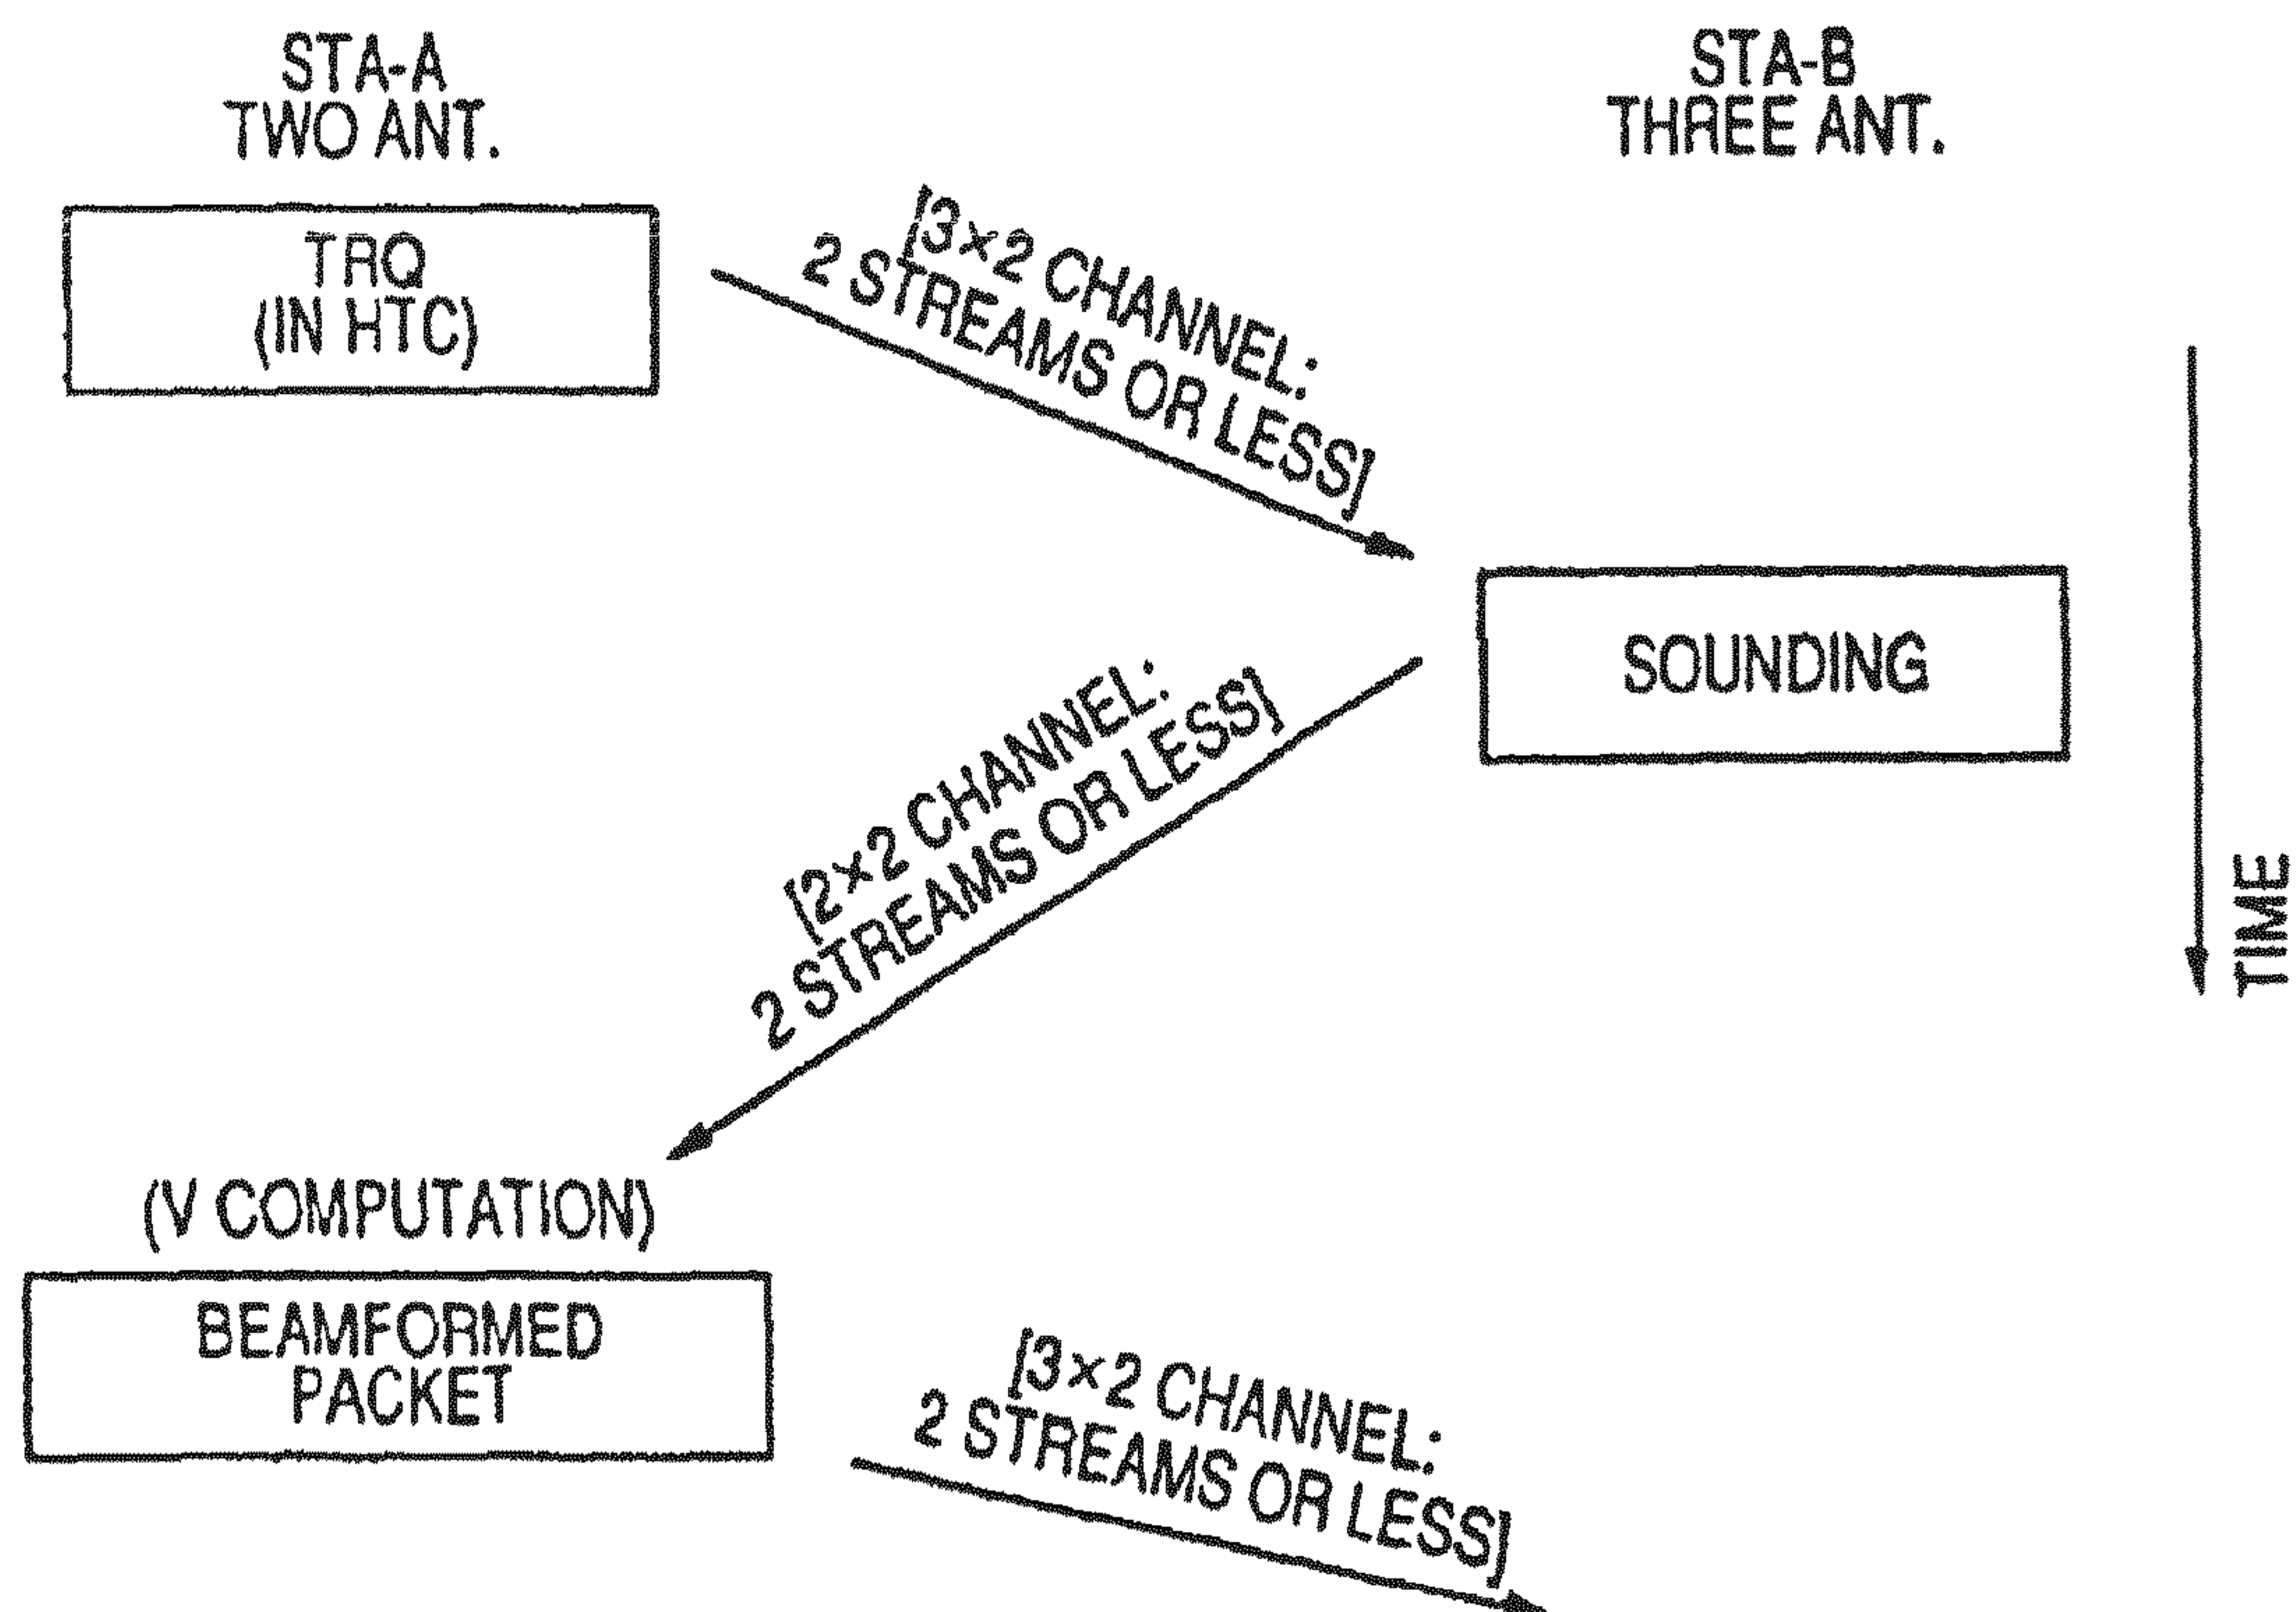 STA-A
TWO ANT.
STA-B
THREE ANT.
TRQ
(IN HTC)
[3×2 CHANNEL:
2 STREAMS OR LESS]
SOUNDING
[2×2 CHANNEL:
2 STREAMS OR LESS]
TIME
(V COMPUTATION)
BEAMFORMED
PACKET
[3×2 CHANNEL:
2 STREAMS OR LESS]